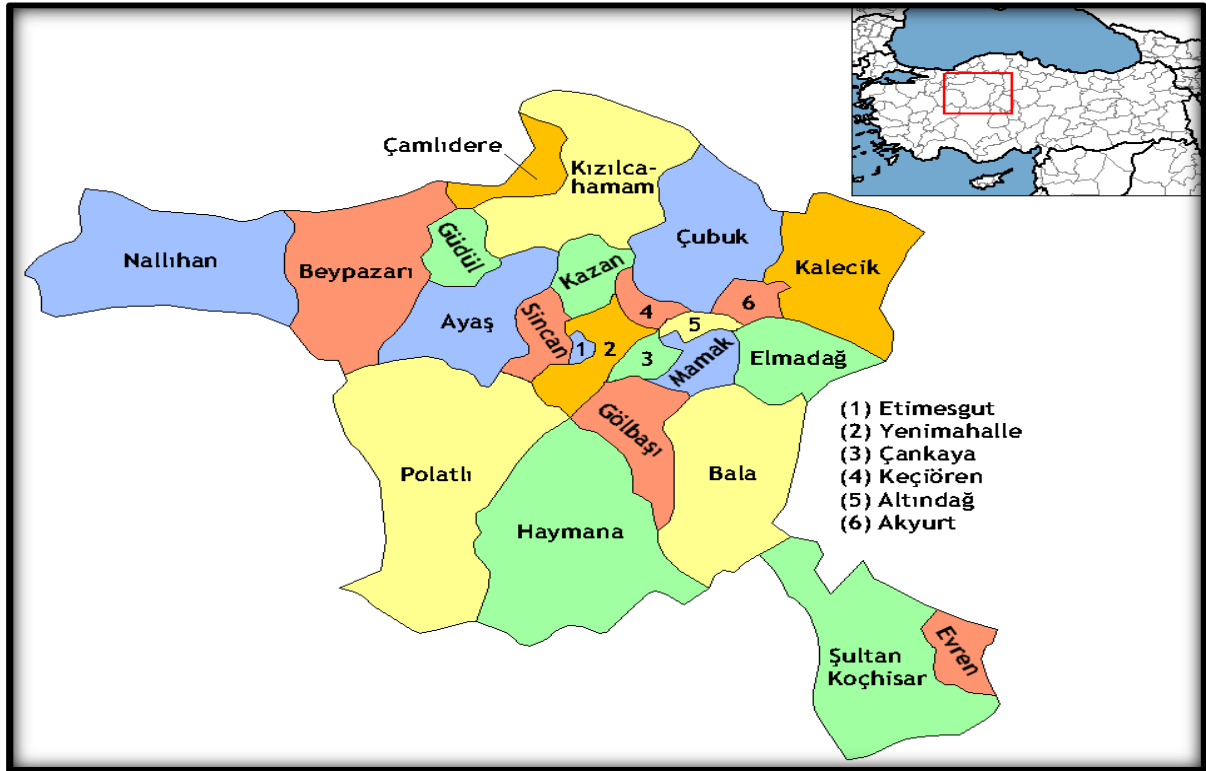 Çamlıdere
Kızılca-
hamam
Çubuk
Güdül
Nallıhan
Beypazarı
Kazan
Kalecik
Ayaş
Sincan
1
2
3
4
5
6
Mamak
Elmadağ
Gölbaşı
Polatlı
Bala
Haymana
(1) Etimesgut
(2) Yenimahalle
(3) Çankaya
(4) Keçiören
(5) Altındağ
(6) Akyurt
Şultan
Koçhisar
Evren